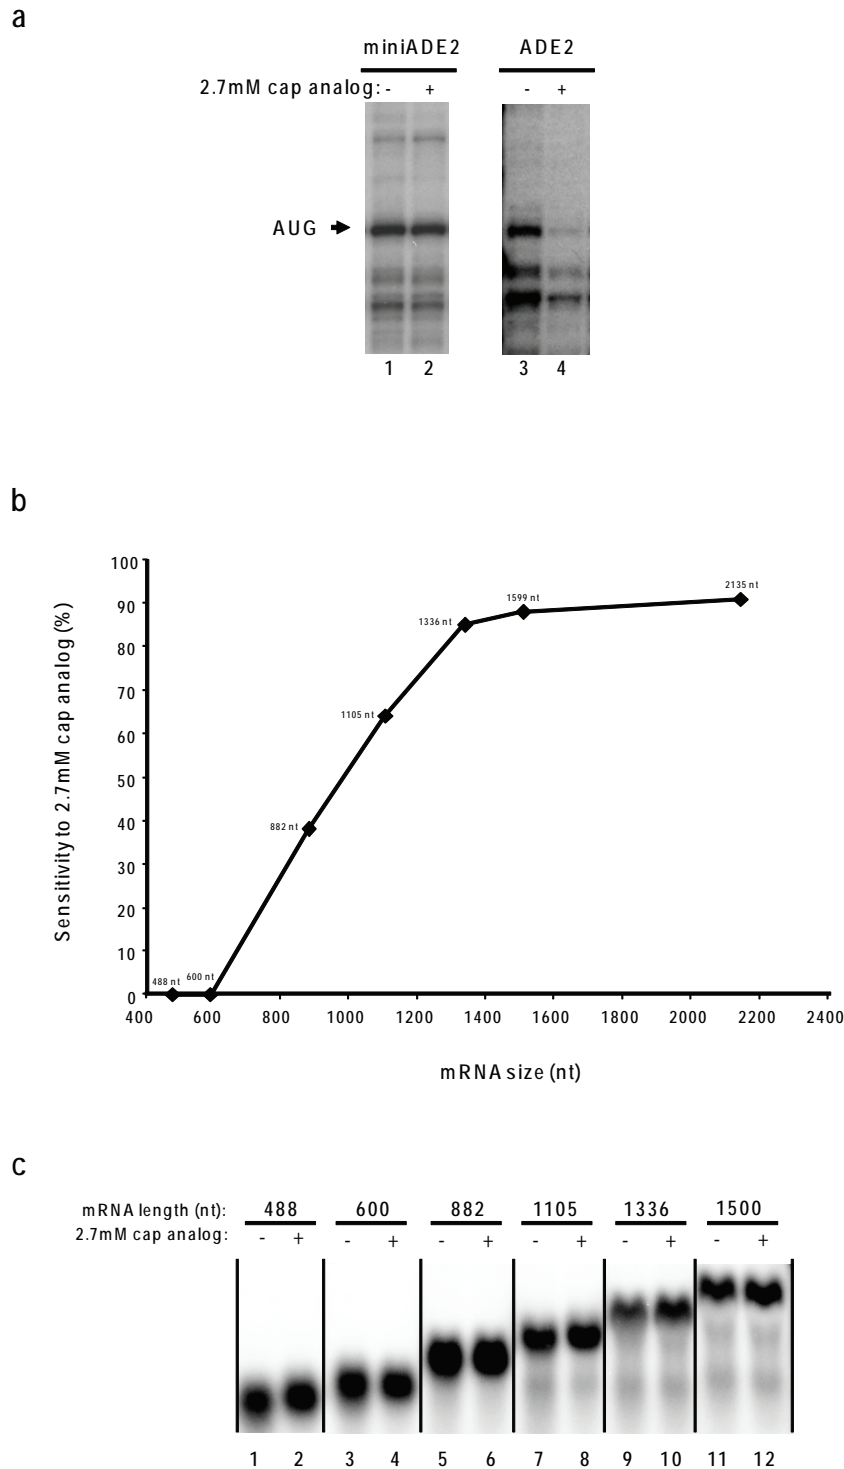 a
miniADE2 ADE2
2.7mM cap analog: - + - +
AUG
1 2 3 4
b
100
90
80
70
60
50
40
30
20
10
0
Sensitivity to 2.7mM cap analog (%)
488 nt
600 nt
882 nt
1105 nt
1336 nt
1599 nt
2135 nt
400 600 800 1000 1200 1400 1600 1800 2000 2200 2400
mRNA size (nt)
c
mRNA length (nt): 488 600 882 1105 1336 1500
2.7mM cap analog: - + - + - + - + - + - +
1 2 3 4 5 6 7 8 9 10 11 12